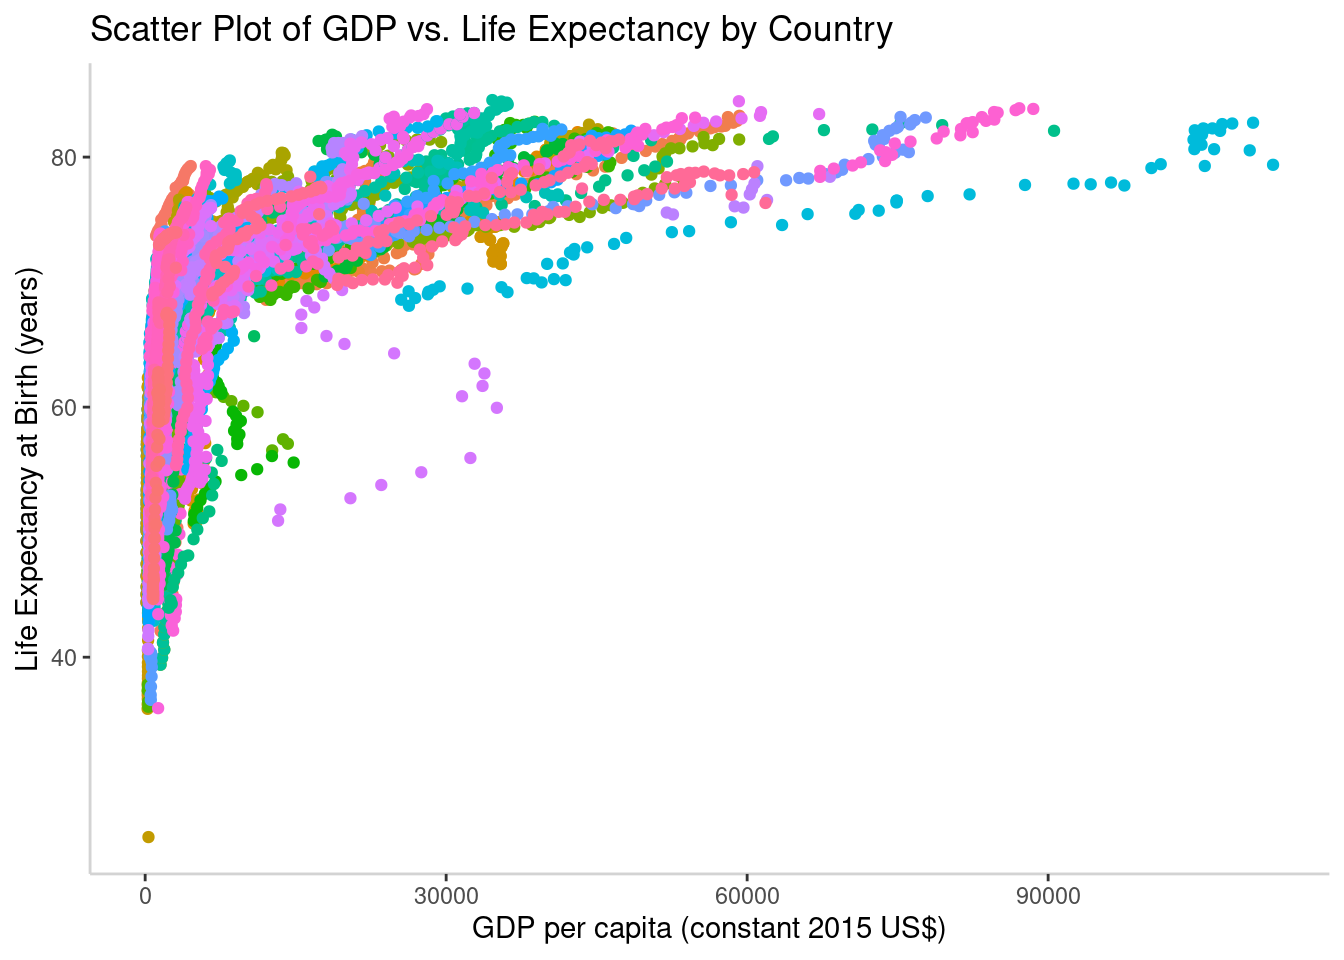 Scatter Plot of GDP vs. Life Expectancy by Country
Life Expectancy at Birth (years)
80
60
40
0
30000
60000
90000
GDP per capita (constant 2015 US$)